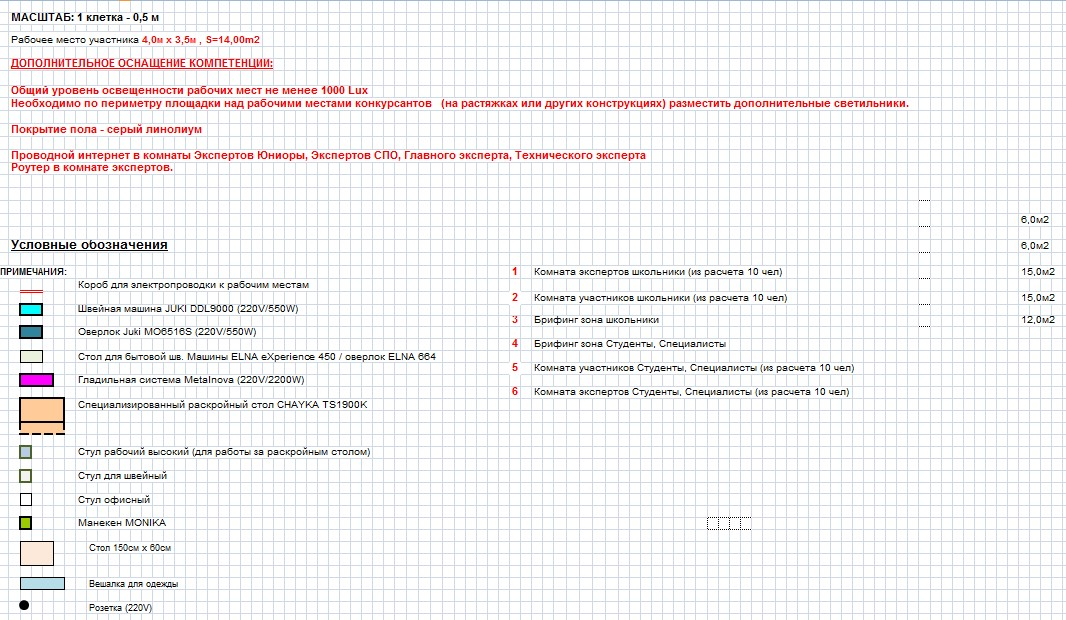 МАСШТАБ: 1 клетка - 0,5 м
Рабочее место участника 4,0м х 3,5м , S=14,00m2
ДОПОЛНИТЕЛЬНОЕ ОСНАЩЕНИЕ КОМПЕТЕНЦИИ:
Общий уровень освещенности рабочих мест не менее 1000 Lux
Необходимо по периметру площадки над рабочими местами конкурсантов (на растяжках или других конструкциях) разместить дополнительные светильники.
Покрытие пола - серый линолиум
Проводной интернет в комнаты Экспертов Юниоры, Экспертов СПО, Главного эксперта, Технического эксперта
Роутер в комнате экспертов.
6,0м2
Условные обозначения
6,0м2
ПРИМЕЧАНИЯ:
Короб для электропроводки к рабочим местам
Швейная машина JUKI DDL9000 (220V/550W)
Оверлок Juki MO6516S (220V/550W)
Стол для бытовой шв. Машины ELNA eXperience 450 / оверлок ELNA 664
Гладильная система Metalnova (220V/2200W)
Специализированный раскройный стол CHAYKA TS1900K
Стул рабочий высокий (для работы за раскройным столом)
Стул для швейный
Стул офисный
Манекен MONIKA
Стол 150см х 60см
Вешалка для одежды
Розетка (220V)
1 Комната экспертов школьники (из расчета 10 чел) 15,0м2
2 Комната участников школьники (из расчета 10 чел) 15,0м2
3 Брифинг зона школьники 12,0м2
4 Брифинг зона Студенты, Специалисты
5 Комната участников Студенты, Специалисты (из расчета 10 чел)
6 Комната экспертов Студенты, Специалисты (из расчета 10 чел)